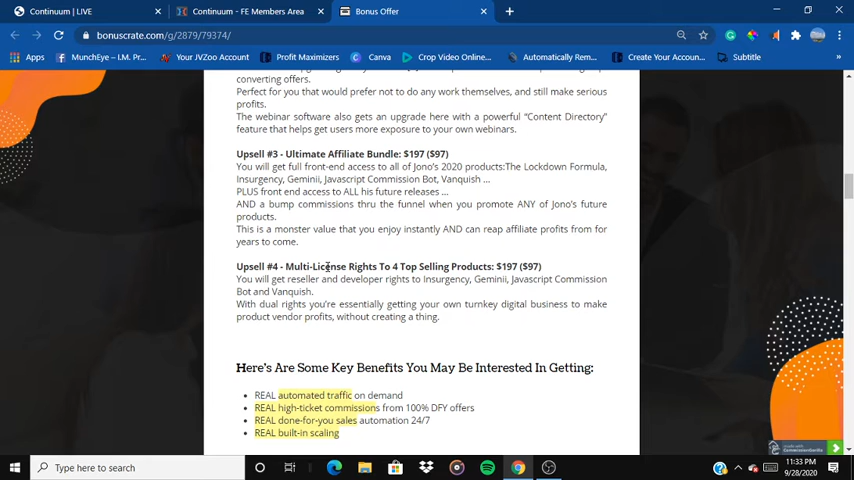 Continuum | LIVE
Continuum - FE Members Area
Bonus Offer
bonuscrate.com/g/2879/79374/
Apps
MunchEye – I.M. Pr...
Your JVZoo Account
Profit Maximizers
Canva
Crop Video Online...
Automatically Rem...
Create Your Accoun...
Subtitle
converting offers.
Perfect for you that would prefer not to do any work themselves, and still make serious
profits.
The webinar software also gets an upgrade here with a powerful “Content Directory”
feature that helps get users more exposure to your own webinars.
Upsell #3 - Ultimate Affiliate Bundle: $197 ($97)
You will get full front-end access to all of Jono’s 2020 products:The Lockdown Formula,
Insurgency, Geminii, Javascript Commission Bot, Vanquish ...
PLUS front end access to ALL his future releases ...
AND a bump commissions thru the funnel when you promote ANY of Jono’s future
products.
This is a monster value that you enjoy instantly AND can reap affiliate profits from for
years to come.
Upsell #4 - Multi-License Rights To 4 Top Selling Products: $197 ($97)
You will get reseller and developer rights to Insurgency, Geminii, Javascript Commission
Bot and Vanquish.
With dual rights you’re essentially getting your own turnkey digital business to make
product vendor profits, without creating a thing.
Here’s Are Some Key Benefits You May Be Interested In Getting:
REAL automated traffic on demand
REAL high-ticket commissions from 100% DFY offers
REAL done-for-you sales automation 24/7
REAL built-in scaling
Type here to search
11:33 PM
9/28/2020